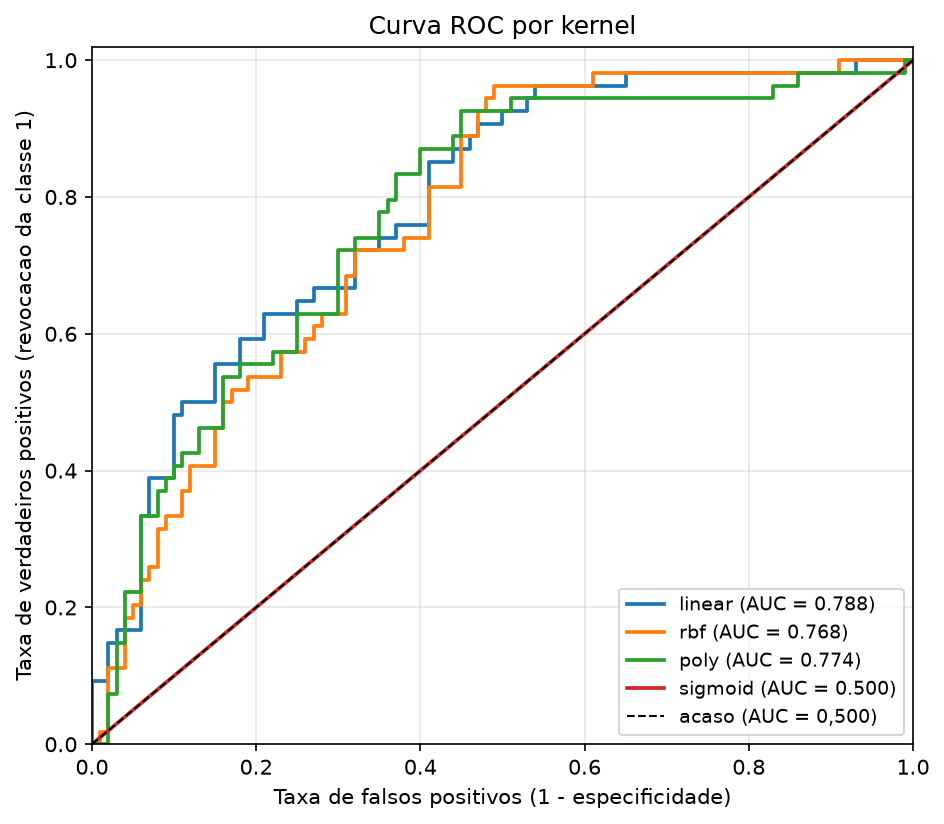 Curva ROC por kernel
1.0
0.8
0.6
0.4
0.2
0.0
Taxa de verdadeiros positivos (revocacao da classe 1)
linear (AUC = 0.788)
rbf (AUC = 0.768)
poly (AUC = 0.774)
sigmoid (AUC = 0.500)
acaso (AUC = 0,500)
0.0 0.2 0.4 0.6 0.8 1.0
Taxa de falsos positivos (1 - especificidade)